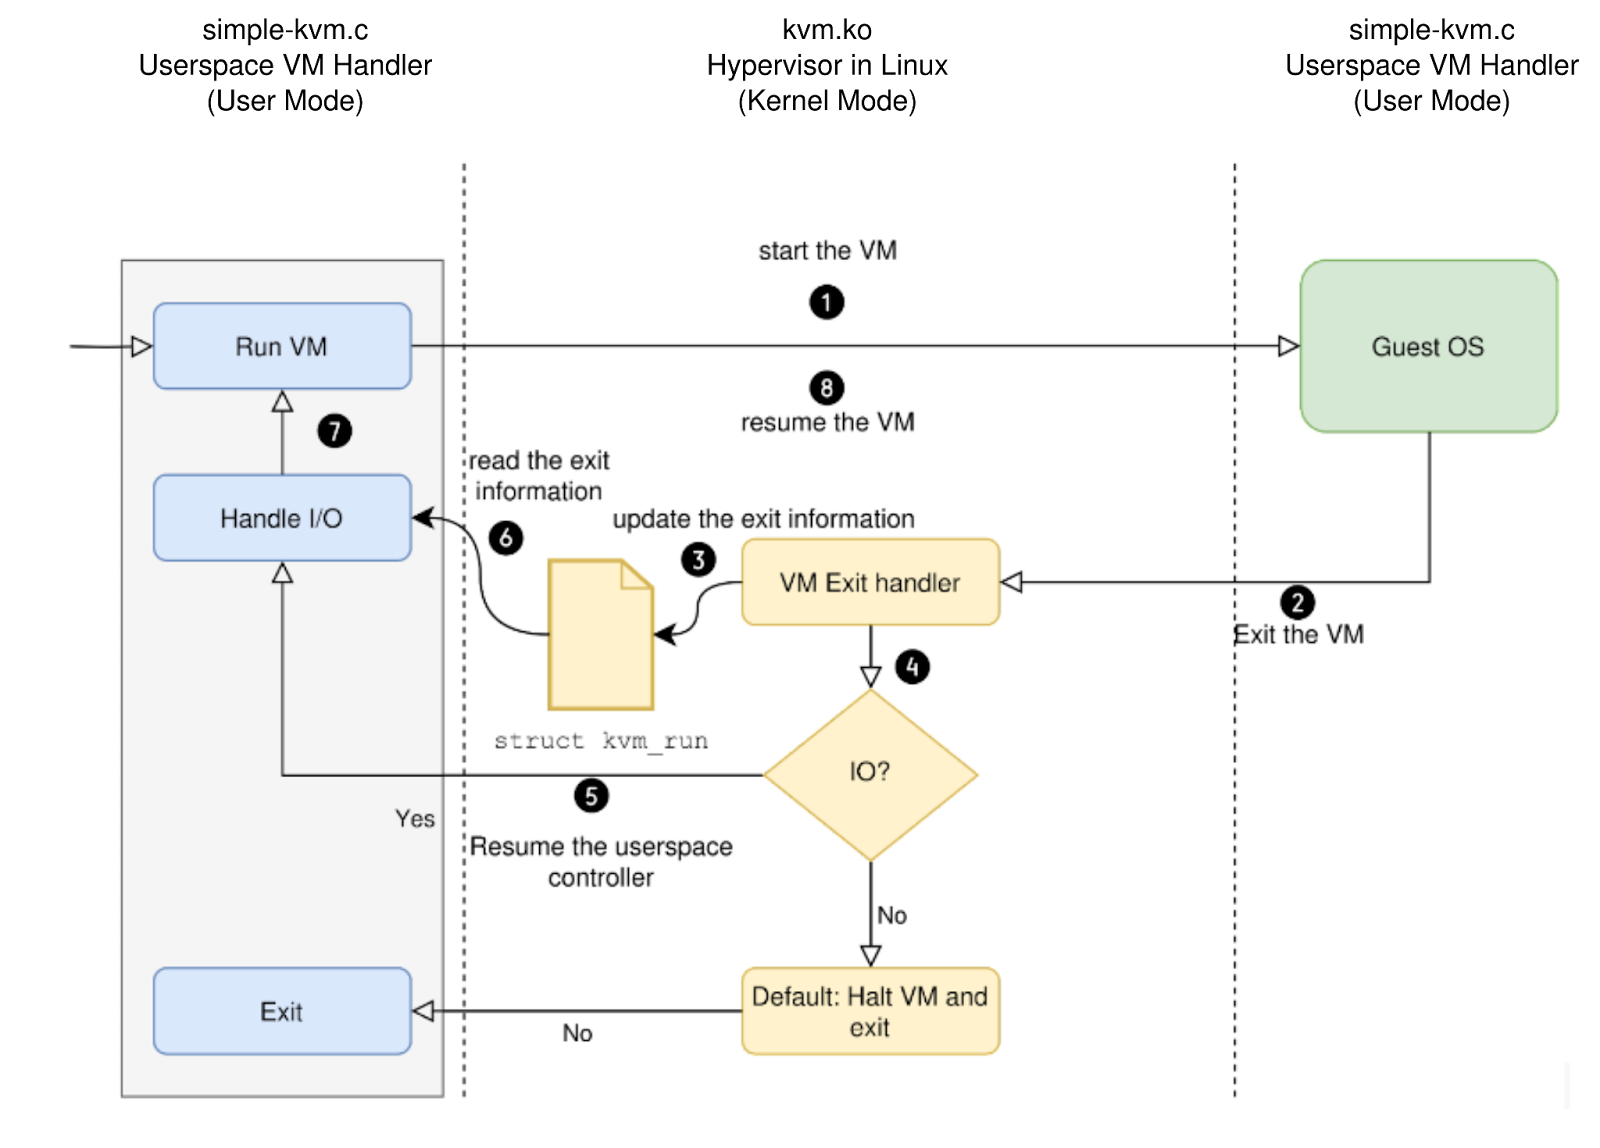 simple-kvm.c
Userspace VM Handler
(User Mode)
kvm.ko
Hypervisor in Linux
(Kernel Mode)
simple-kvm.c
Userspace VM Handler
(User Mode)
start the VM
1
Run VM
Guest OS
8
resume the VM
7
read the exit
information
6
Handle I/O
update the exit information
3
VM Exit handler
2
Exit the VM
4
struct kvm_run
IO?
5
Yes
Resume the userspace
controller
No
Default: Halt VM and
exit
No
Exit